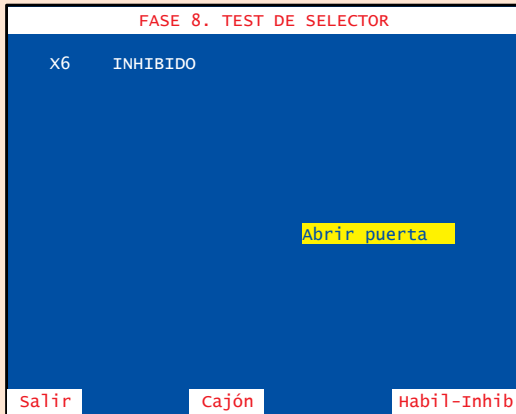 FASE 8. TEST DE SELECTOR
X6 INHIBIDO
Abrir puerta
Salir Cajón Habil-Inhib